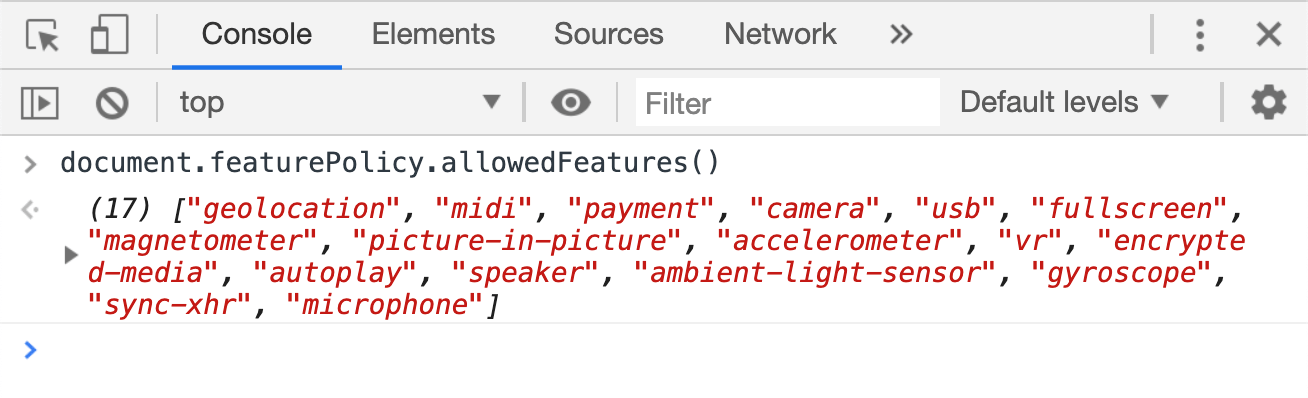 Console Elements Sources Network »
top Filter Default levels
> document.featurePolicy.allowedFeatures()
(17) ["geolocation", "midi", "payment", "camera", "usb", "fullscreen",
"magnetometer", "picture-in-picture", "accelerometer", "vr", "encrypte
d-media", "autoplay", "speaker", "ambient-light-sensor", "gyroscope",
"sync-xhr", "microphone"]
>